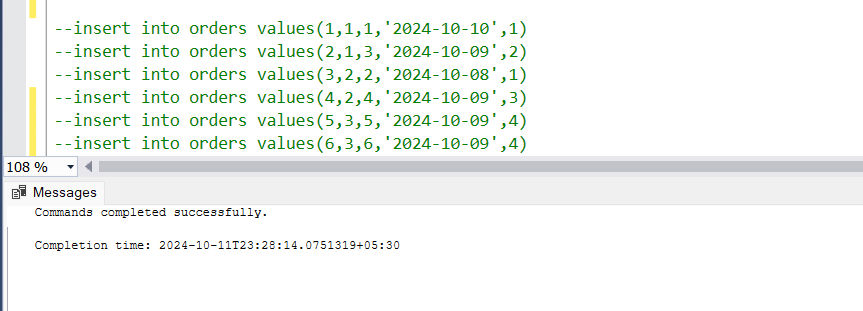 --insert into orders values(1,1,1,'2024-10-10',1)
--insert into orders values(2,1,3,'2024-10-09',2)
--insert into orders values(3,2,2,'2024-10-08',1)
--insert into orders values(4,2,4,'2024-10-09',3)
--insert into orders values(5,3,5,'2024-10-09',4)
--insert into orders values(6,3,6,'2024-10-09',4)
108 %
Messages
Commands completed successfully.
Completion time: 2024-10-11T23:28:14.0751319+05:30